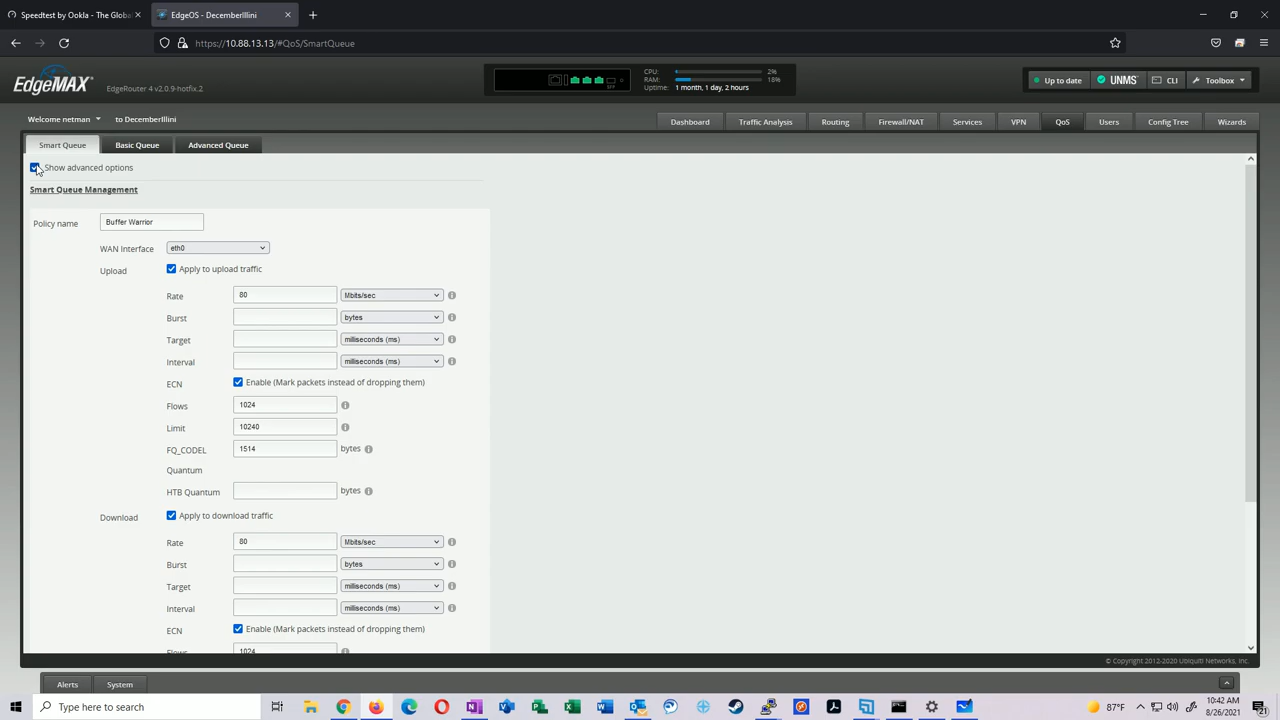 Speedtest by Ookla - The Globa
EdgeOS - DecemberIllini
https://10.88.13.13/#QoS/SmartQueue
EdgeMAX
EdgeRouter 4 v2.0.9-hotfix.2
CPU: 2%
RAM: 18%
Uptime: 1 month, 1 day, 2 hours
Up to date
UNMS
CLI
Toolbox
Welcome netman
to DecemberIllini
Dashboard
Traffic Analysis
Routing
Firewall/NAT
Services
VPN
QoS
Users
Config Tree
Wizards
Smart Queue
Basic Queue
Advanced Queue
Show advanced options
Smart Queue Management
Policy name Buffer Warrior
WAN Interface eth0
Upload Apply to upload traffic
Rate 80 Mbits/sec
Burst bytes
Target milliseconds (ms)
Interval milliseconds (ms)
ECN Enable (Mark packets instead of dropping them)
Flows 1024
Limit 10240
FQ_CODEL 1514 bytes
Quantum
HTB Quantum bytes
Download Apply to download traffic
Rate 80 Mbits/sec
Burst bytes
Target milliseconds (ms)
Interval milliseconds (ms)
ECN Enable (Mark packets instead of dropping them)
Flows 1024
© Copyright 2012-2020 Ubiquiti Networks, Inc.
Alerts
System
Type here to search
87°F
10:42 AM
8/26/2021